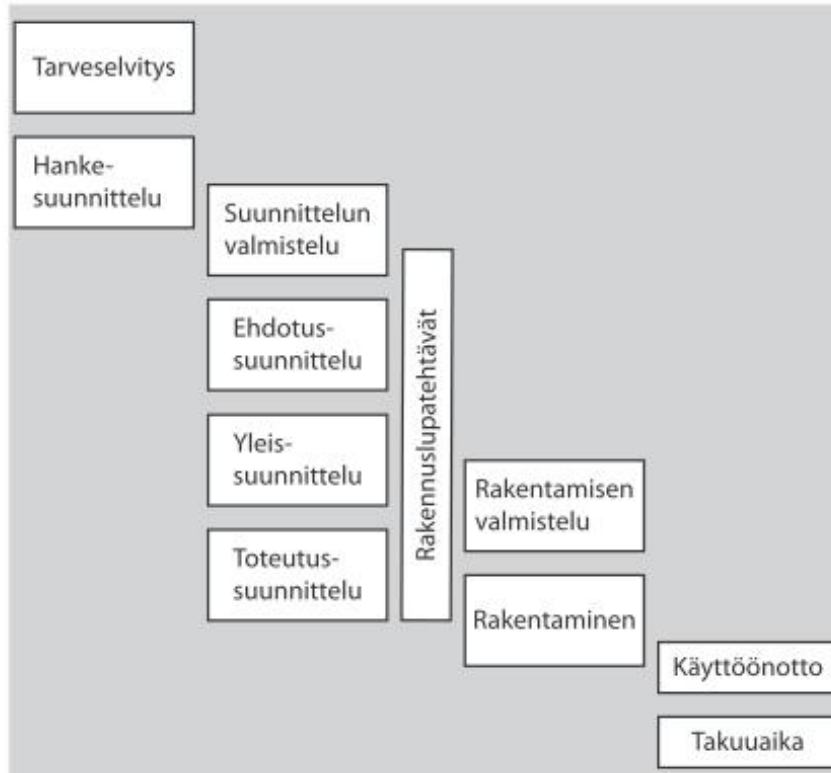 Tarveselvitys
Hanke-
suunnittelu
Suunnittelun
valmistelu
Ehdotus-
suunnittelu
Yleis-
suunnittelu
Toteutus-
suunnittelu
Rakennuslupatehtävät
Rakentamisen
valmistelu
Rakentaminen
Käyttöönotto
Takuuaika